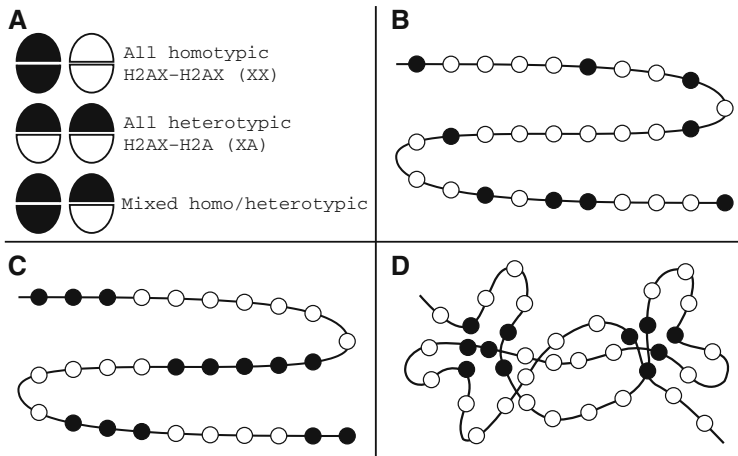 A
All homotypic
H2AX-H2AX (XX)
All heterotypic
H2AX-H2A (XA)
Mixed homo/heterotypic
B
C
D